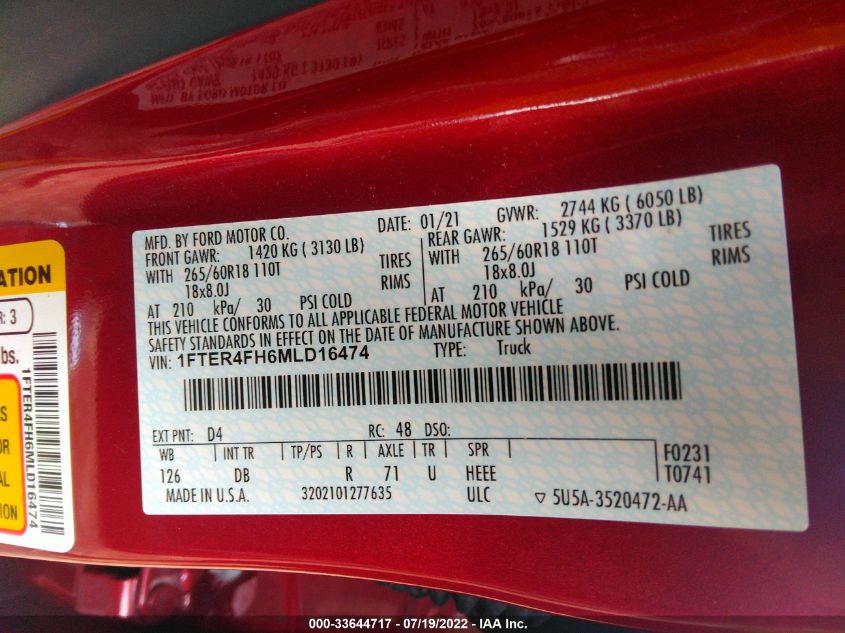 MFD. BY FORD MOTOR CO.
DATE: 01/21 GVWR: 2744 KG ( 6050 LB)
FRONT GAWR: 1420 KG ( 3130 LB)
WITH 265/60R18 110T TIRES
18x8.0J RIMS
AT 210 kPa/ 30 PSI COLD
REAR GAWR: 1529 KG ( 3370 LB)
WITH 265/60R18 110T TIRES
18x8.0J RIMS
AT 210 kPa/ 30 PSI COLD
THIS VEHICLE CONFORMS TO ALL APPLICABLE FEDERAL MOTOR VEHICLE
SAFETY STANDARDS IN EFFECT ON THE DATE OF MANUFACTURE SHOWN ABOVE.
VIN: 1FTER4FH6MLD16474 TYPE: Truck
EXT PNT: D4 RC: 48 DSO:
WB INT TR TP/PS R AXLE TR SPR
126 DB R 71 U HEEE
F0231
T0741
MADE IN U.S.A. 3202101277635 ULC ▽ 5U5A-3520472-AA
ATION
R: 3
bs.
1FTER4FH6MLD16474
S
OR
AL
ION
000-33644717 - 07/19/2022 - IAA Inc.